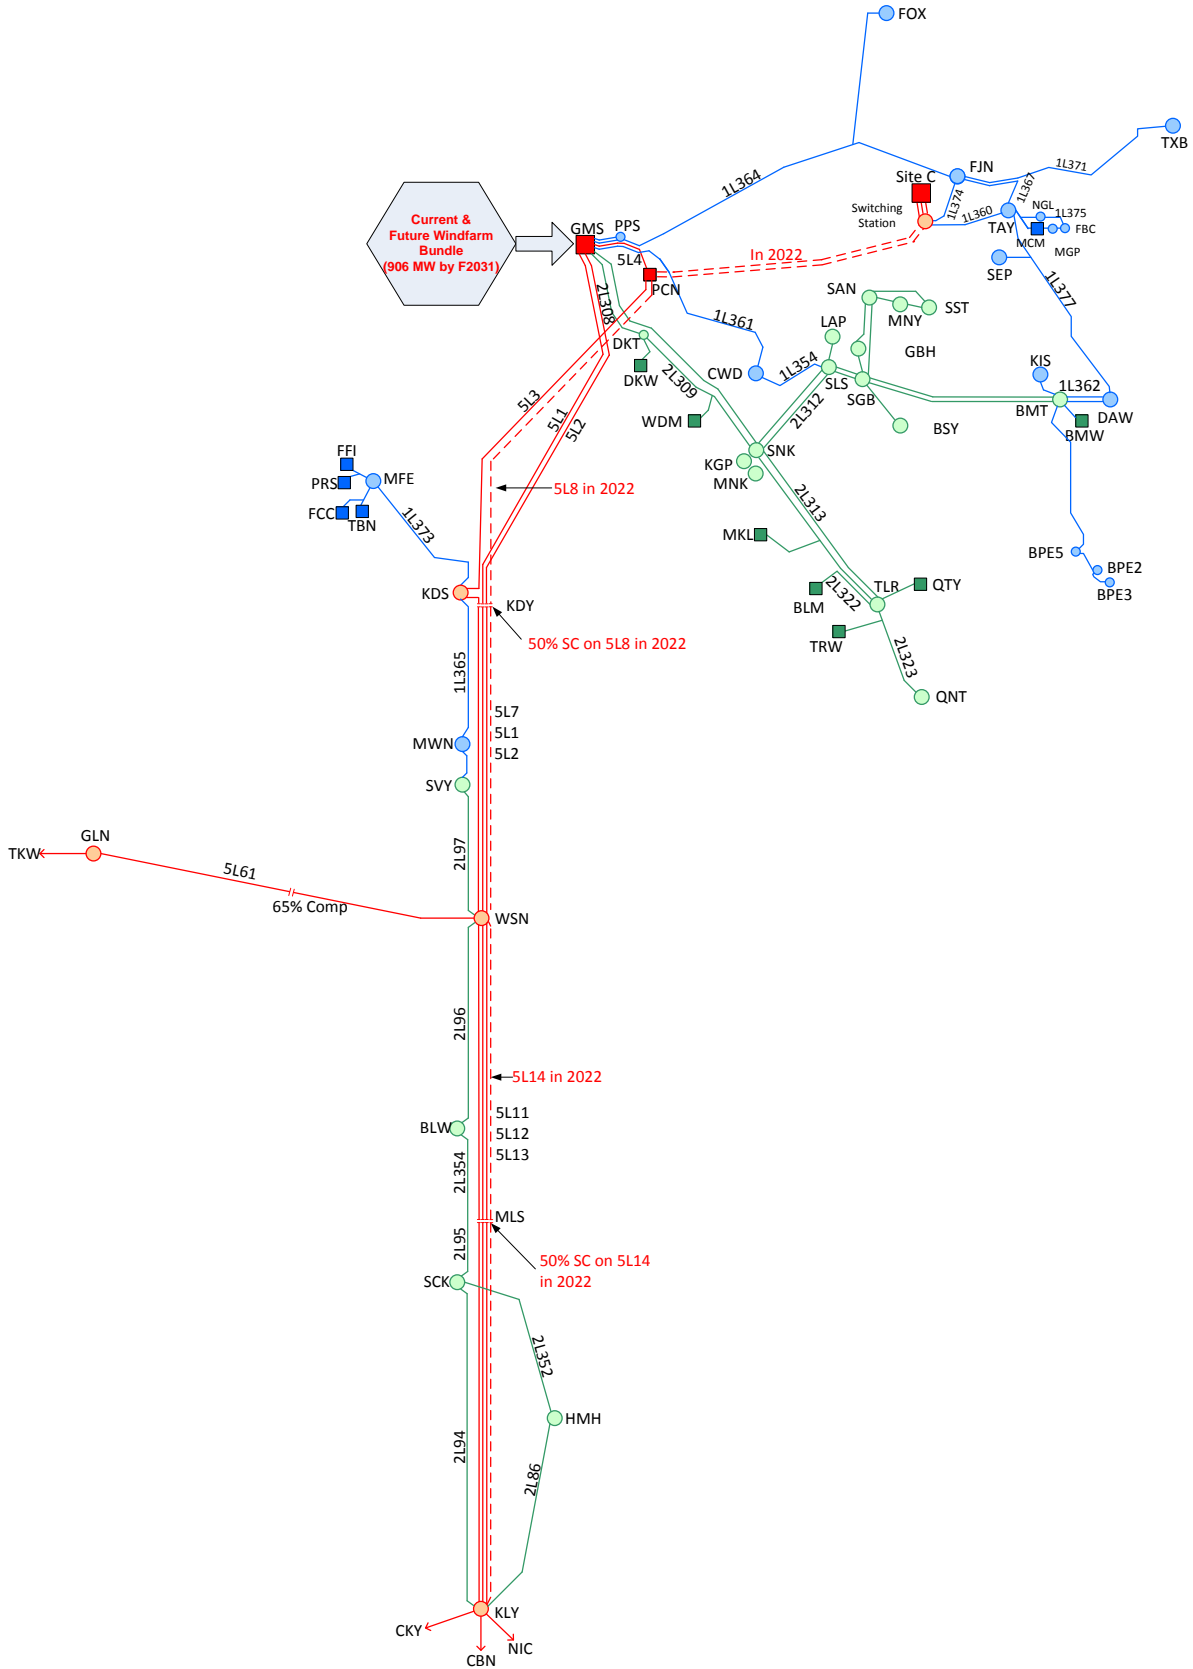 FOX
TXB
1L371
FJN
1L364
1L367
Site C
1L374
NGL
1L375
Switching
Station
1L360
TAY
FBC
MCM
MGP
Current &
Future Windfarm
Bundle
(906 MW by F2031)
PPS
GMS
5L4
In 2022
SEP
1L377
PCN
2L308
SAN
MNY
SST
1L361
LAP
DKT
GBH
DKW
2L309
CWD
1L354
SLS
SGB
KIS
1L362
BMT
DAW
BMW
5L3
5L1
5L2
WDM
2L312
BSY
SNK
KGP
MNK
FFI
PRS
MFE
FCC
TBN
1L373
5L8 in 2022
2L313
MKL
BPE5
BPE2
BPE3
KDS
KDY
2L322
BLM
TLR
QTY
50% SC on 5L8 in 2022
TRW
2L323
1L365
QNT
5L7
5L1
5L2
MWN
SVY
GLN
TKW
5L61
65% Comp
2L97
WSN
2L96
5L14 in 2022
5L11
5L12
5L13
BLW
2L354
MLS
2L95
50% SC on 5L14
in 2022
SCK
2L352
HMH
2L94
2L86
KLY
CKY
NIC
CBN